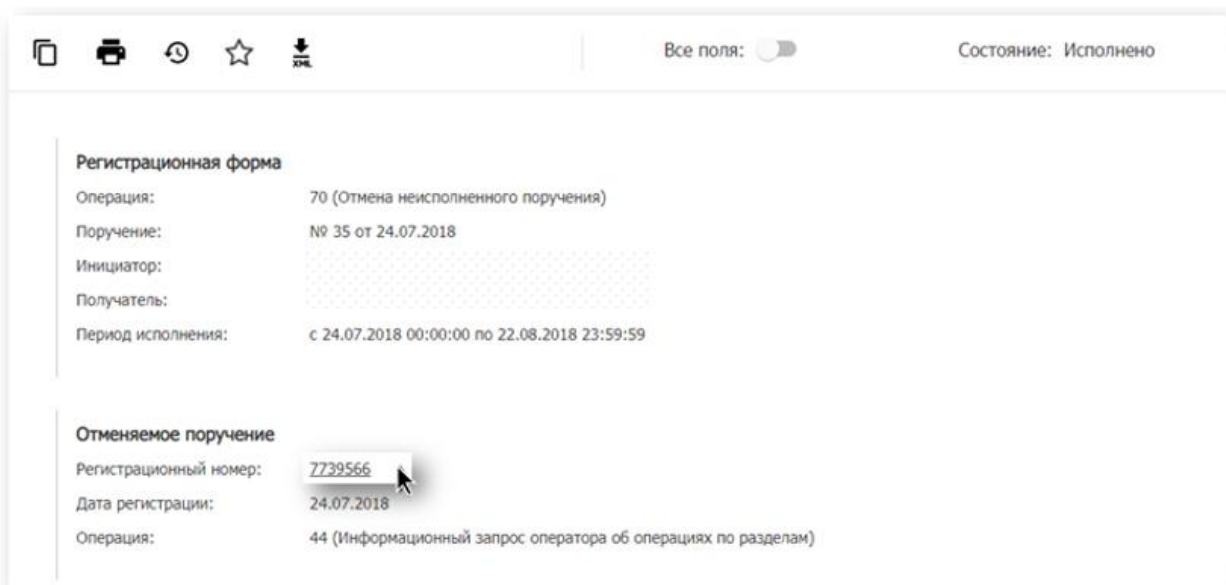 XML Все поля: Состояние: Исполнено
Регистрационная форма
Операция: 70 (Отмена неисполненного поручения)
Поручение: № 35 от 24.07.2018
Инициатор:
Получатель:
Период исполнения: с 24.07.2018 00:00:00 по 22.08.2018 23:59:59
Отменяемое поручение
Регистрационный номер: 7739566
Дата регистрации: 24.07.2018
Операция: 44 (Информационный запрос оператора об операциях по разделам)